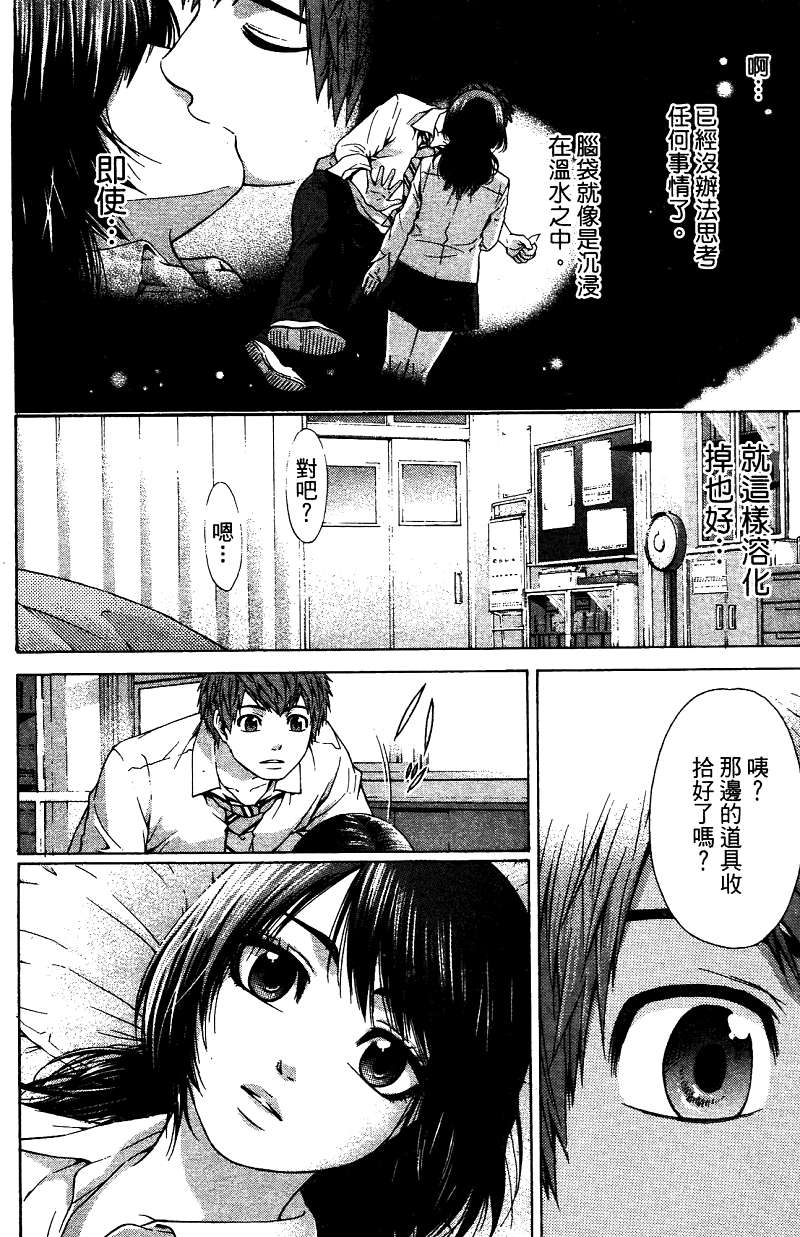 啊…
已經沒辦法思考
任何事情了。
腦袋就像是沉浸
在溫水之中。
即使…
就這樣溶化
掉也好…
對吧？
嗯…
咦？
那邊的道具收
拾好了嗎？